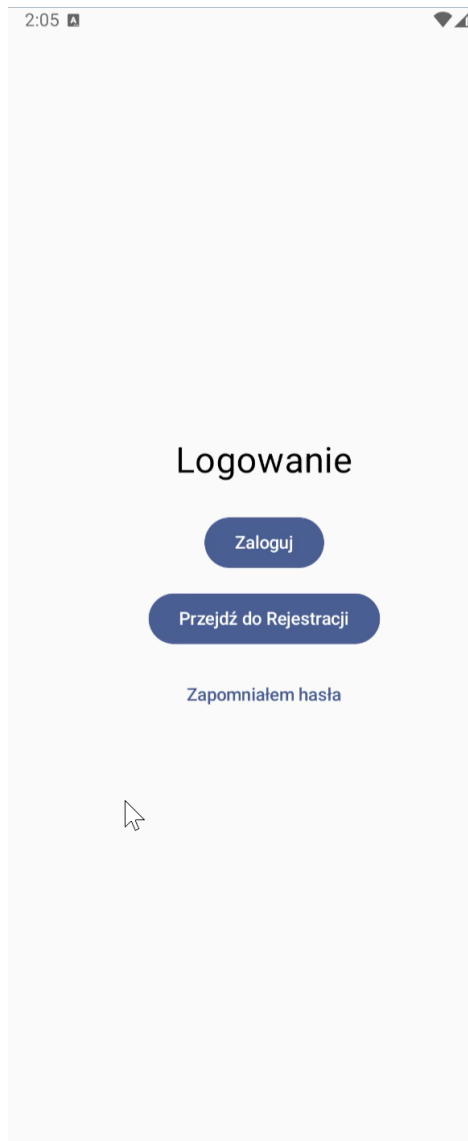 2:05
Logowanie
Zaloguj
Przejdź do Rejestracji
Zapomniałem hasła